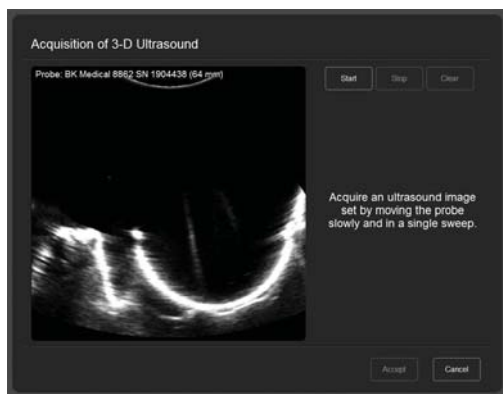 Acquisition of 3-D Ultrasound
Probe: BK Medical 8862 SN 1904438 (64 mm)
Start
Stop
Clear
Acquire an ultrasound image
set by moving the probe
slowly and in a single sweep.
Accept
Cancel